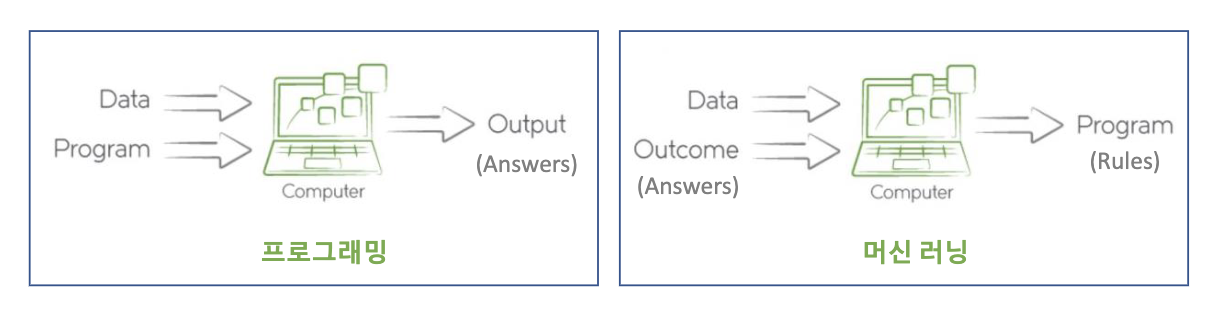 Data
Program
Computer
Output
(Answers)
프로그래밍
Data
Outcome
(Answers)
Computer
Program
(Rules)
머신 러닝